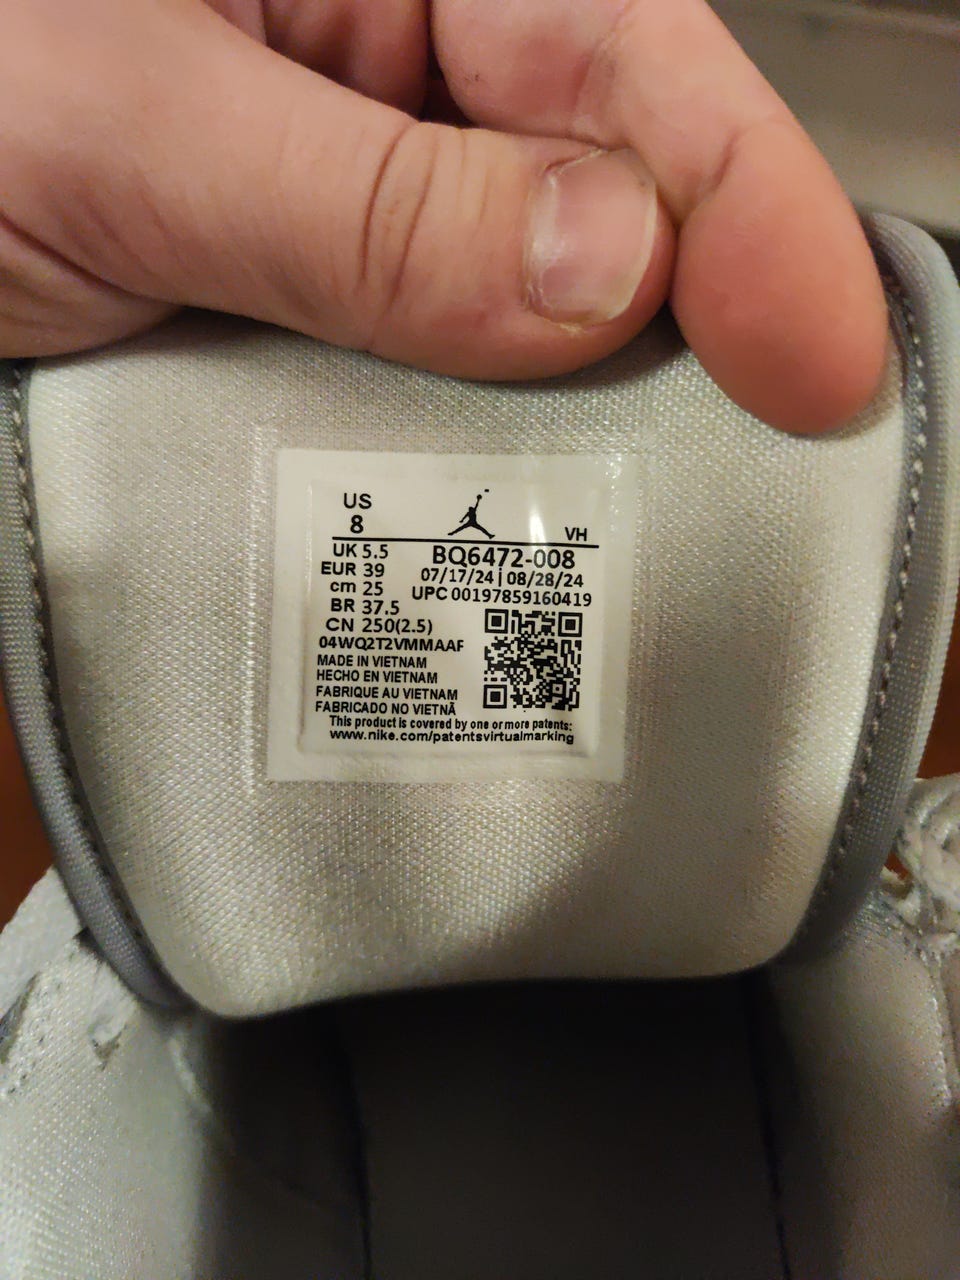 US
8
VH
UK 5.5
BQ6472-008
EUR 39
07/17/24 | 08/28/24
cm 25
UPC 00197859160419
BR 37.5
CN 250(2.5)
04WQ2T2VMMAAF
MADE IN VIETNAM
HECHO EN VIETNAM
FABRIQUE AU VIETNAM
FABRICADO NO VIETNÃ
This product is covered by one or more patents:
www.nike.com/patentsvirtualmarking